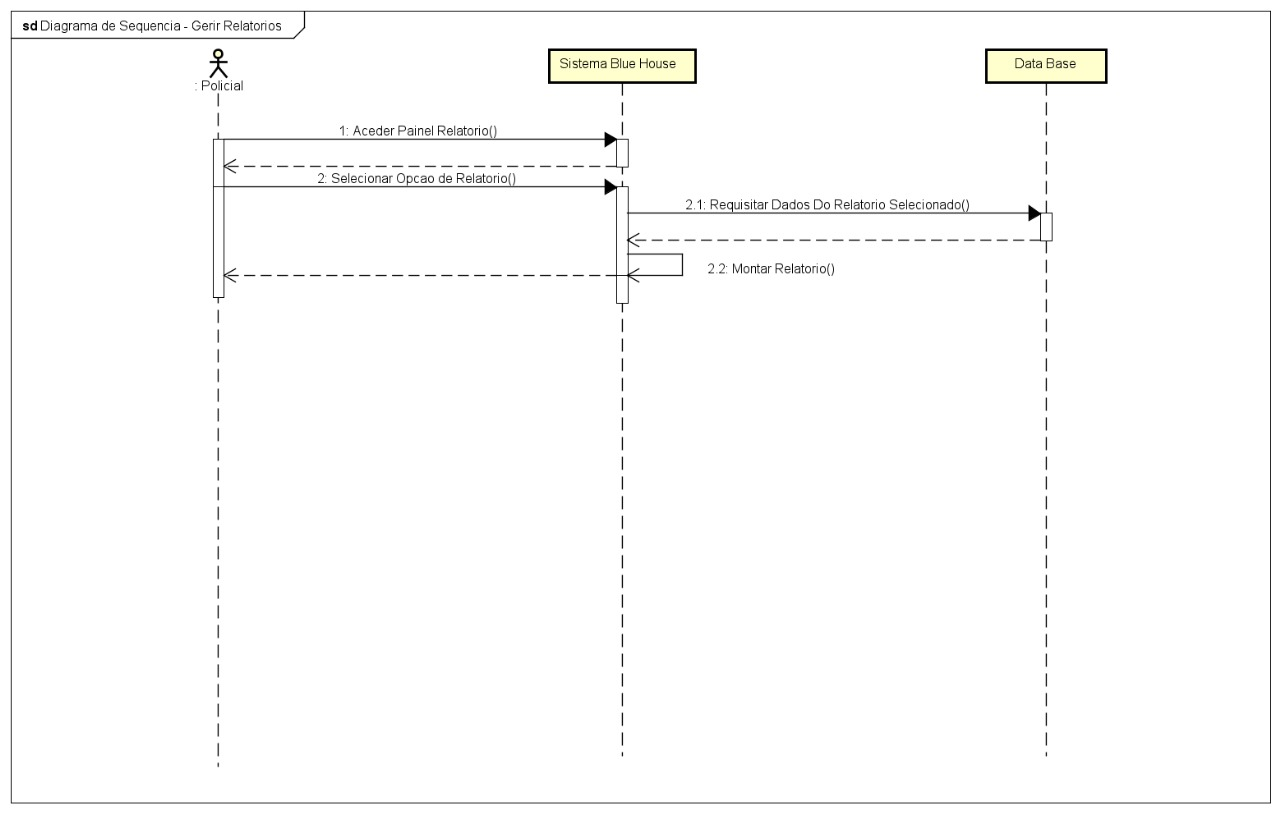 sd Diagrama de Sequencia - Gerir Relatorios
: Policial
Sistema Blue House
Data Base
1: Aceder Painel Relatorio()
2: Selecionar Opcao de Relatorio()
2.1: Requisitar Dados Do Relatorio Selecionado()
2.2: Montar Relatorio()